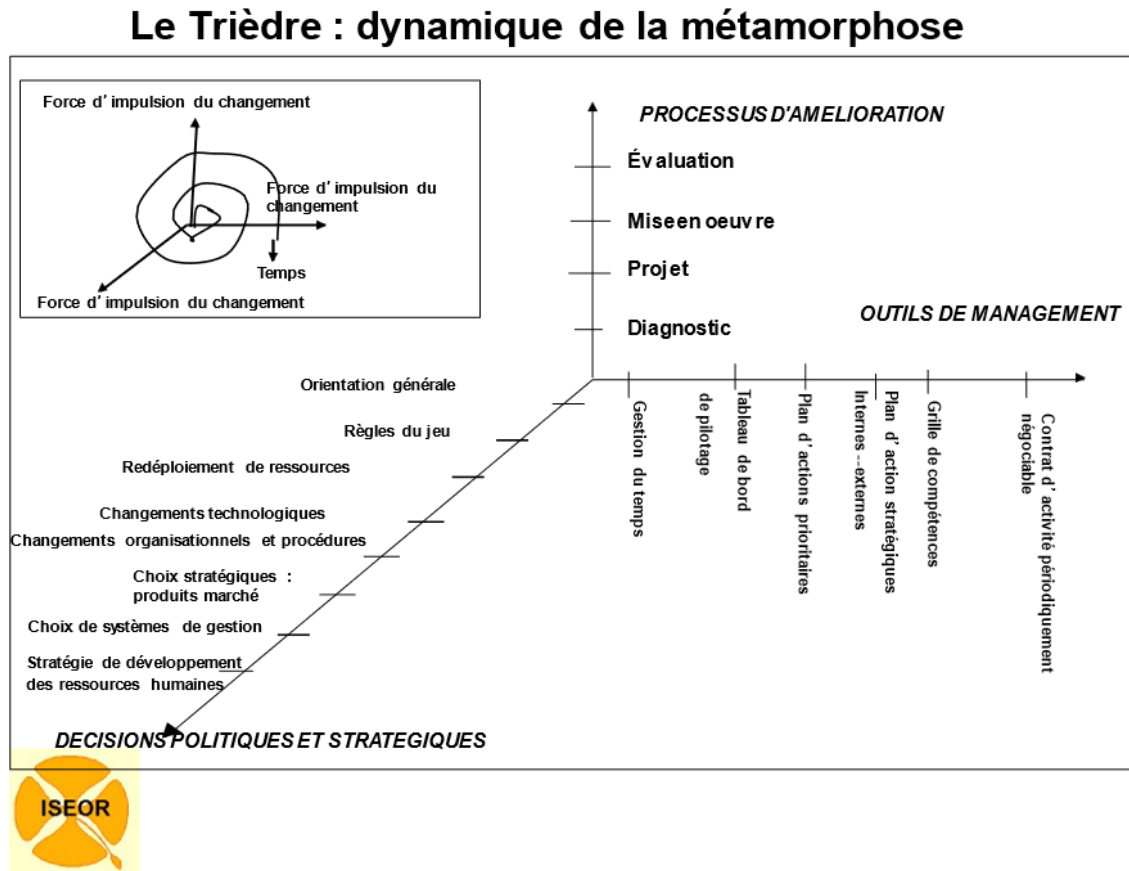 Le Trièdre : dynamique de la métamorphose
Force d'impulsion du changement
Force d'impulsion du
changement
Temps
Force d'impulsion du changement
PROCESSUS D'AMELIORATION
Évaluation
Mise en oeuvre
Projet
Diagnostic
OUTILS DE MANAGEMENT
Gestion du temps
Tableau de bord
de pilotage
Plan d'actions prioritaires
Plan d'action stratégiques
Internes --externes
Grille de compétences
Contrat d'activité périodiquement
négociable
Orientation générale
Règles du jeu
Redéploiement de ressources
Changements technologiques
Changements organisationnels et procédures
Choix stratégiques :
produits marché
Choix de systèmes de gestion
Stratégie de développement
des ressources humaines
DECISIONS POLITIQUES ET STRATEGIQUES
ISEOR